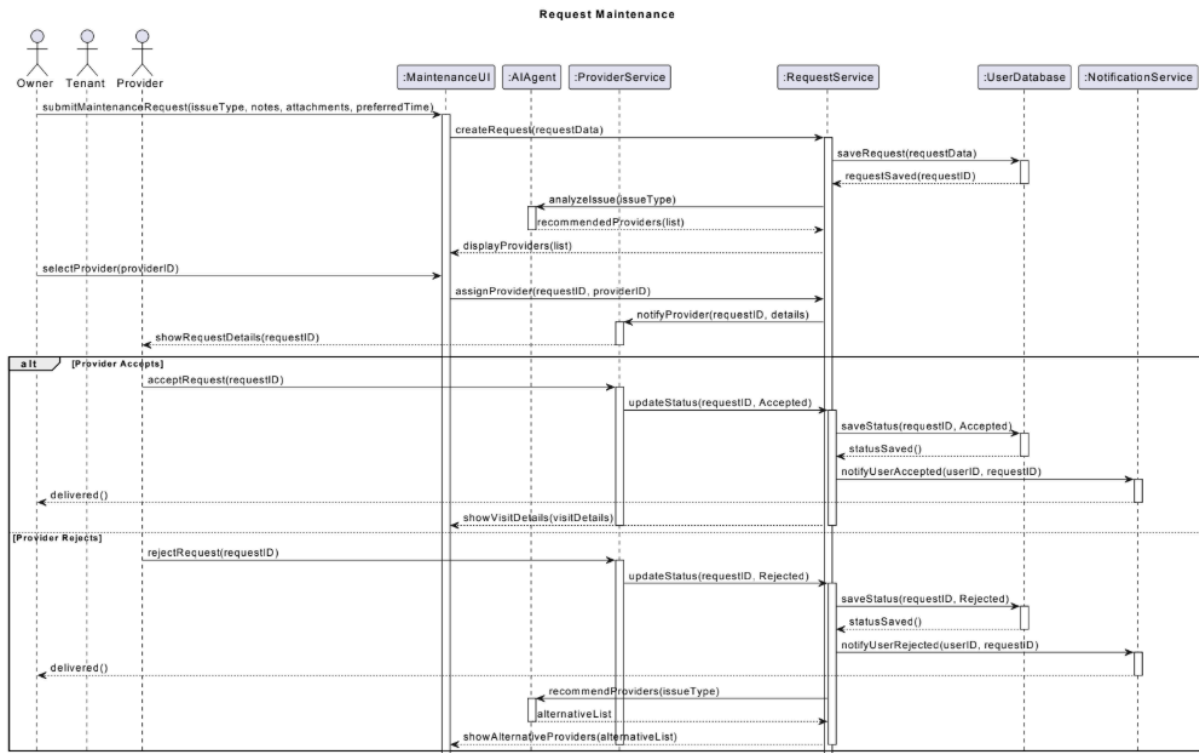 Request Maintenance
Owner Tenant Provider :MaintenanceUI :AIAgent :ProviderService :RequestService :UserDatabase :NotificationService
submitMaintenanceRequest(issueType, notes, attachments, preferredTime)
createRequest(requestData)
saveRequest(requestData)
requestSaved(requestID)
analyzeIssue(issueType)
recommendedProviders(list)
displayProviders(list)
selectProvider(providerID)
assignProvider(requestID, providerID)
notifyProvider(requestID, details)
showRequestDetails(requestID)
alt [Provider Accepts]
acceptRequest(requestID)
updateStatus(requestID, Accepted)
saveStatus(requestID, Accepted)
statusSaved()
notifyUserAccepted(userID, requestID)
delivered()
showVisitDetails(visitDetails)
[Provider Rejects]
rejectRequest(requestID)
updateStatus(requestID, Rejected)
saveStatus(requestID, Rejected)
statusSaved()
notifyUserRejected(userID, requestID)
delivered()
recommendProviders(issueType)
alternativeList
showAlternativeProviders(alternativeList)